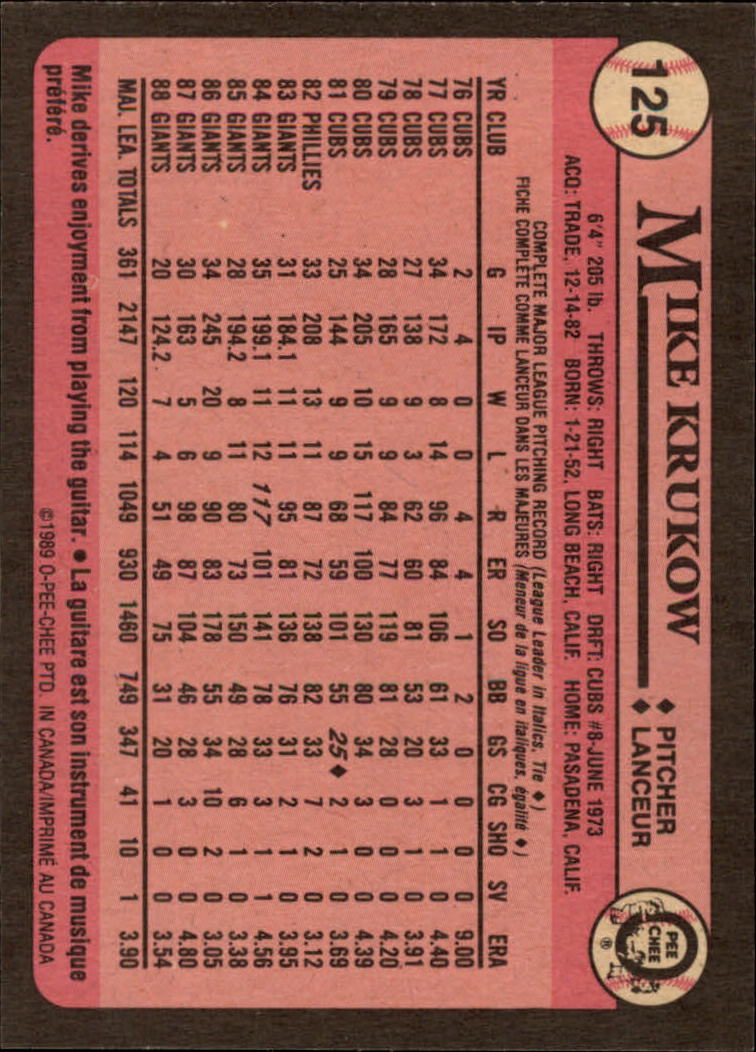 125
MIKE KRUKOW
♦ PITCHER
♦ LANCEUR
O PEE CHEE ®
6'4" 205 lb. THROWS: RIGHT BATS: RIGHT DRFT: CUBS #8-JUNE 1973
ACQ: TRADE, 12-14-82 BORN: 1-21-52, LONG BEACH, CALIF. HOME: PASADENA, CALIF.
COMPLETE MAJOR LEAGUE PITCHING RECORD (League Leader in Italics, Tie ♦)
FICHE COMPLÈTE COMME LANCEUR DANS LES MAJEURES (Meneur de la ligue en italiques, égalité ♦)
YR CLUB G IP W L R ER SO BB GS CG SHO SV ERA
76 CUBS 2 4 0 0 4 4 1 2 0 0 0 0 9.00
77 CUBS 34 172 8 14 96 84 106 61 33 1 1 0 4.40
78 CUBS 27 138 9 3 62 60 81 53 20 3 1 0 3.91
79 CUBS 28 165 9 9 84 77 119 81 28 0 0 0 4.20
80 CUBS 34 205 10 15 117 100 130 80 34 3 0 0 4.39
81 CUBS 25 144 9 9 68 59 101 55 25♦ 2 1 0 3.69
82 PHILLIES 33 208 13 11 87 72 138 82 33 7 2 0 3.12
83 GIANTS 31 184.1 11 11 95 81 136 76 31 2 1 0 3.95
84 GIANTS 35 199.1 11 12 117 101 141 78 33 3 1 1 4.56
85 GIANTS 28 194.2 8 11 80 73 150 49 28 6 1 0 3.38
86 GIANTS 34 245 20 9 90 83 178 55 34 10 2 0 3.05
87 GIANTS 30 163 5 6 98 87 104 46 28 3 0 0 4.80
88 GIANTS 20 124.2 7 4 51 49 75 31 20 1 0 0 3.54
MAJ. LEA. TOTALS 361 2147 120 114 1049 930 1460 749 347 41 10 1 3.90
Mike derives enjoyment from playing the guitar. ● La guitare est son instrument de musique
préféré.
©1989 O-PEE-CHEE PTD. IN CANADA/IMPRIMÉ AU CANADA